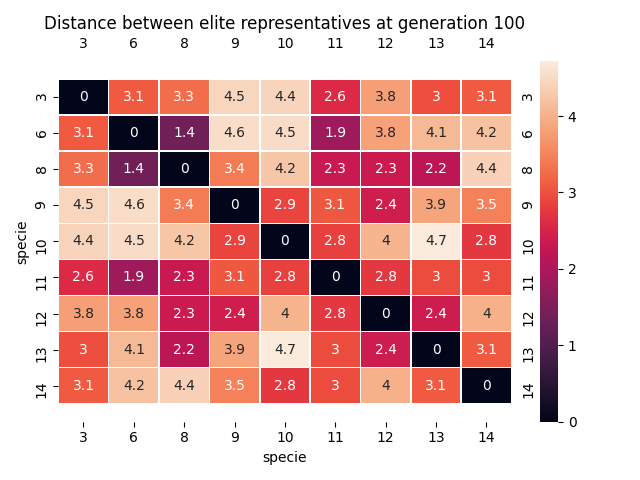 Distance between elite representatives at generation 100
3 6 8 9 10 11 12 13 14
3 0 3.1 3.3 4.5 4.4 2.6 3.8 3 3.1 3
6 3.1 0 1.4 4.6 4.5 1.9 3.8 4.1 4.2 6
8 3.3 1.4 0 3.4 4.2 2.3 2.3 2.2 4.4 8
9 4.5 4.6 3.4 0 2.9 3.1 2.4 3.9 3.5 9
10 4.4 4.5 4.2 2.9 0 2.8 4 4.7 2.8 10
11 2.6 1.9 2.3 3.1 2.8 0 2.8 3 3 11
12 3.8 3.8 2.3 2.4 4 2.8 0 2.4 4 12
13 3 4.1 2.2 3.9 4.7 3 2.4 0 3.1 13
14 3.1 4.2 4.4 3.5 2.8 3 4 3.1 0 14
3 6 8 9 10 11 12 13 14
specie
specie
4
3
2
1
0